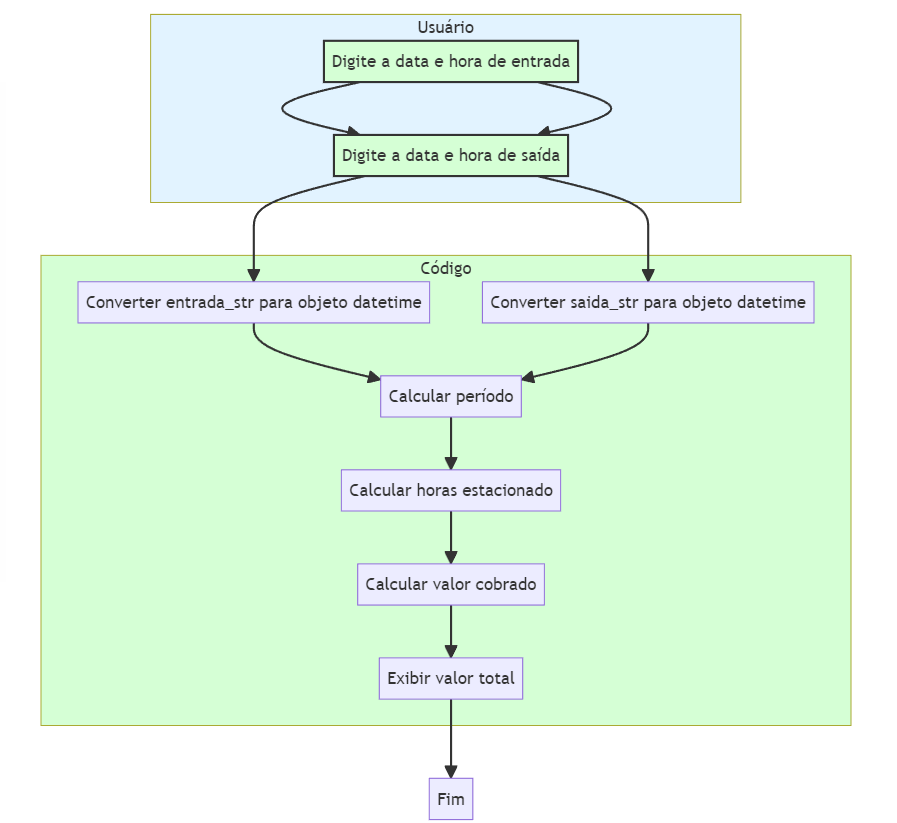 Usuário
Digite a data e hora de entrada
Digite a data e hora de saída
Código
Converter entrada_str para objeto datetime
Converter saida_str para objeto datetime
Calcular período
Calcular horas estacionado
Calcular valor cobrado
Exibir valor total
Fim